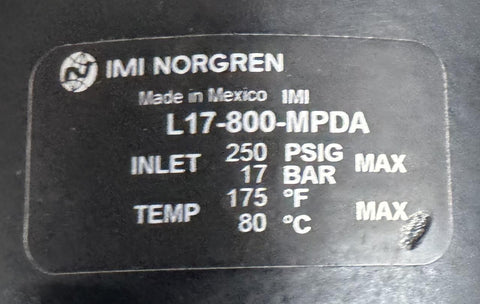 IMI NORGREN
Made in Mexico IMI
L17-800-MPDA
INLET 250 PSIG MAX
17 BAR
TEMP 175 °F MAX
80 °C